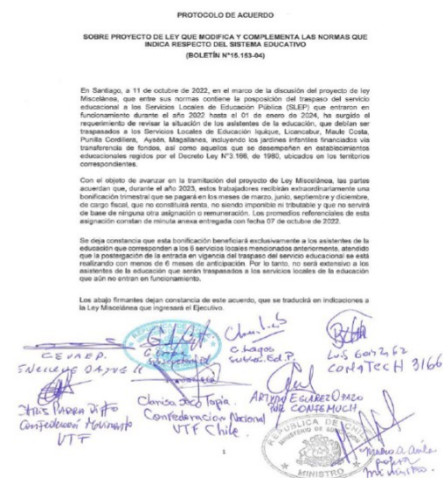 PROTOCOLO DE ACUERDO
SOBRE PROYECTO DE LEY QUE MODIFICA Y COMPLEMENTA LAS NORMAS QUE
INDICA RESPECTO DEL SISTEMA EDUCATIVO
(BOLETÍN N°15.153-04)
En Santiago, a 11 de octubre de 2022, en el marco de la discusión del proyecto de ley
Miscelánea, que entre sus normas contiene la posposición del traspaso del servicio
educacional a los Servicios Locales de Educación Pública (SLEP) que entraron en
funcionamiento durante el año 2022 hasta el 01 de enero de 2024, ha surgido el
requerimiento de revisar la situación de los asistentes de la educación, que debían ser
traspasados a los Servicios Locales de Educación Iquique, Licancabur, Maule Costa,
Punilla Cordillera, Aysén, Magallanes, incluyendo los jardines infantiles financiados vía
transferencia de fondos, así como aquellos que se desempeñen en establecimientos
educacionales regidos por el Decreto Ley N°3.166, de 1980, ubicados en los territorios
correspondientes.
Con el objeto de avanzar en la tramitación del proyecto de Ley Miscelánea, las partes
acuerdan que, durante el año 2023, estos trabajadores recibirán extraordinariamente una
bonificación trimestral que se pagará en los meses de marzo, junio, septiembre y diciembre,
de cargo fiscal, que no constituirá renta, no siendo imponible ni tributable y que no servirá
de base de ninguna otra asignación o remuneración. Los promedios referenciales de esta
asignación constan de minuta anexa entregada con fecha 07 de octubre de 2022.
Se deja constancia que esta bonificación beneficiará exclusivamente a los asistentes de la
educación que correspondan a los 6 servicios locales mencionados anteriormente, atendido
que la postergación de la entrada en vigencia del traspaso del servicio educacional se está
realizando con menos de 6 meses de anticipación. Por lo tanto, no será extensivo a los
asistentes de la educación que serán traspasados a los servicios locales de la educación
que aún no entran en funcionamiento.
Los abajo firmantes dejan constancia de este acuerdo, que se traducirá en indicaciones a
la Ley Miscelánea que ingresará el Ejecutivo.
Luis González
CONATECH 3166
Subsec. Ed. P.
Confederación Nacional
VTF Chile
VTF
REPUBLICA DE CHILE
MINISTRO
Marco A. Avila
Ministro
1